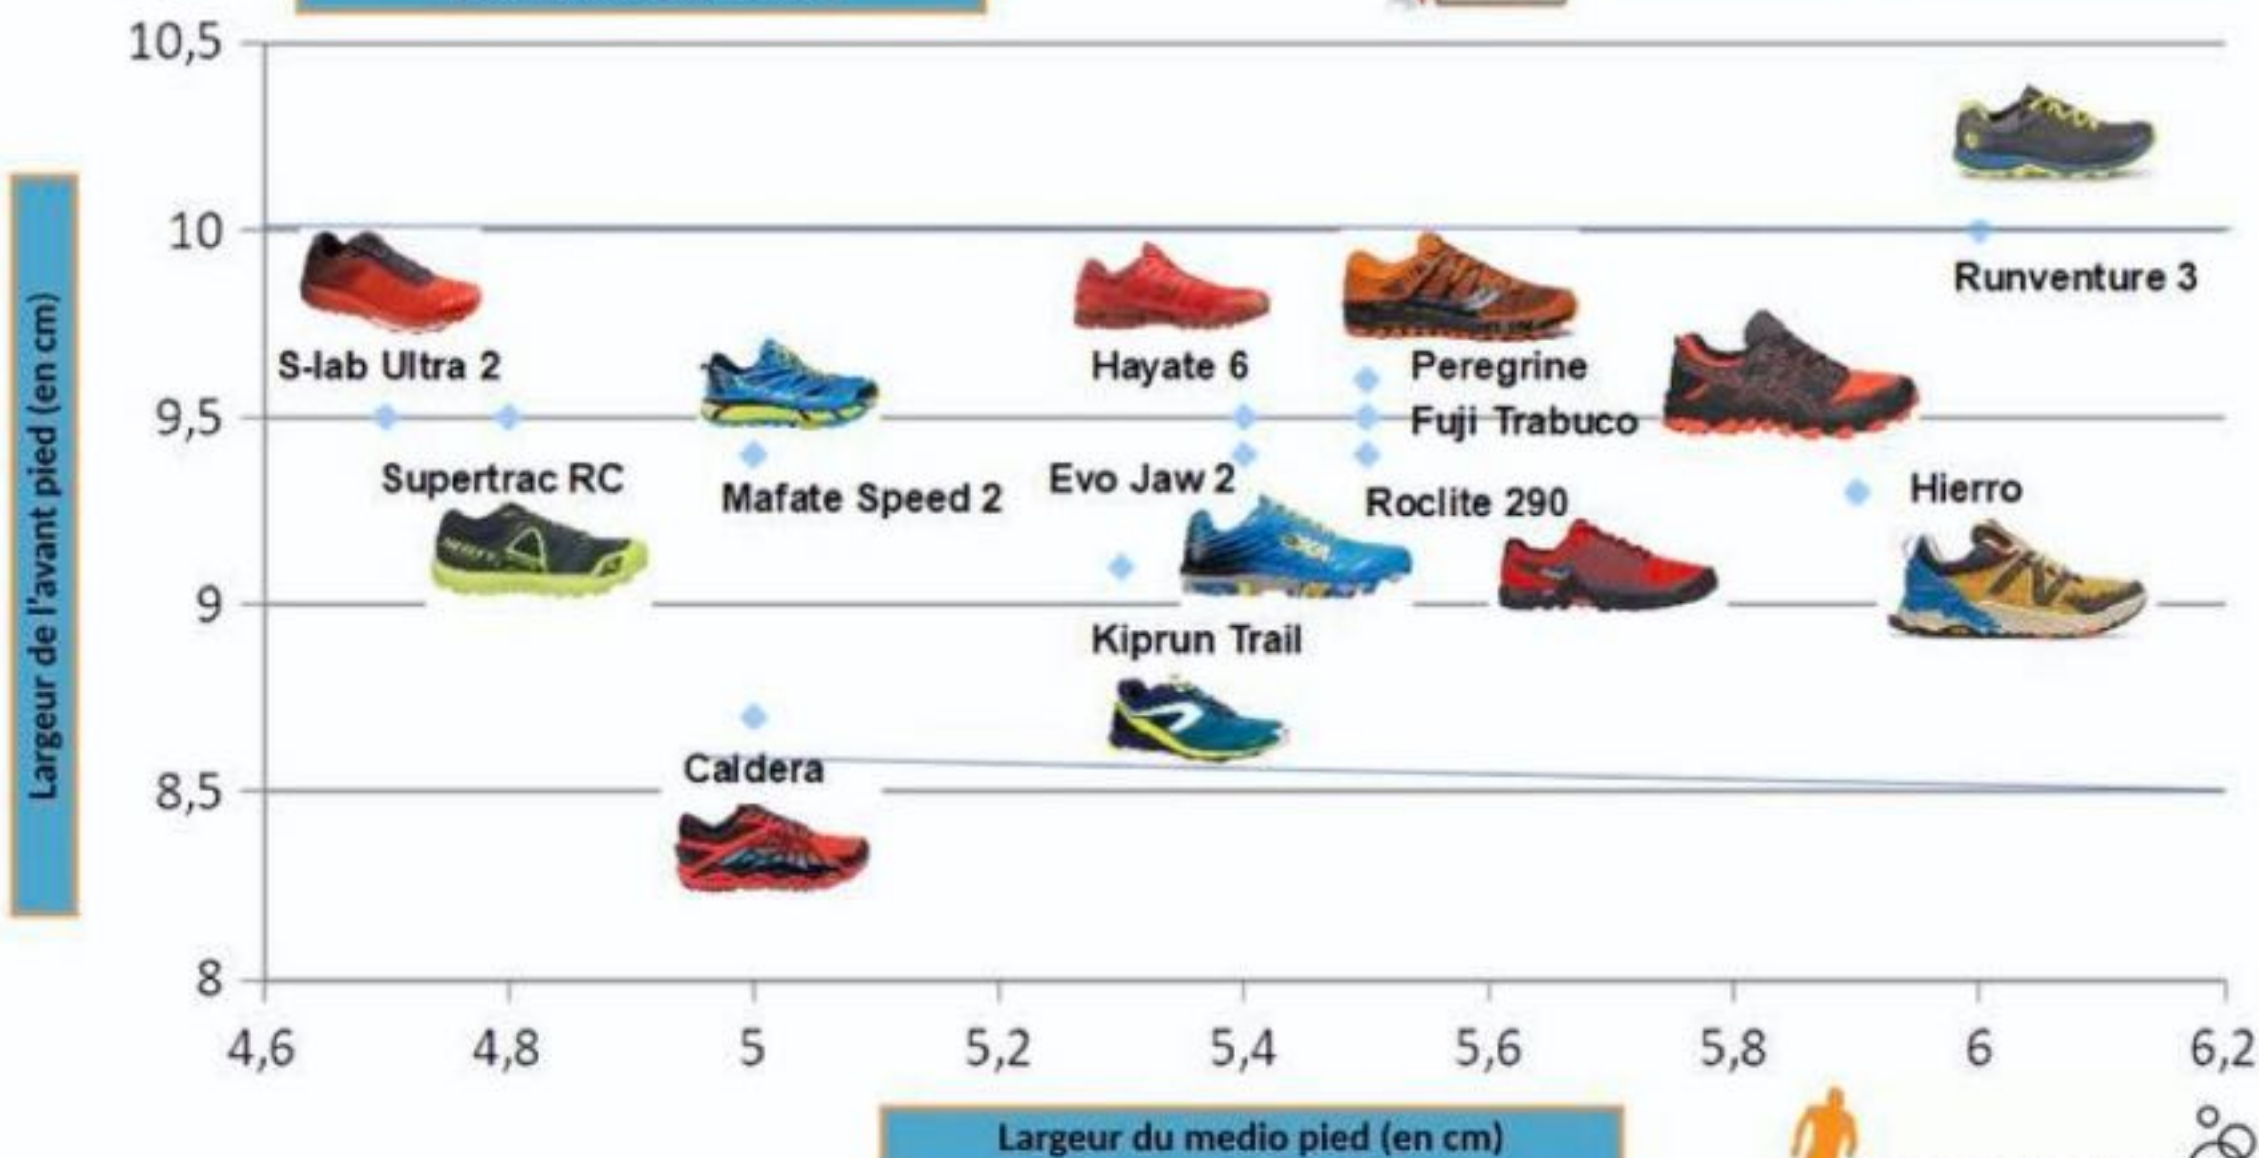 10,5
10
Runventure 3
S-lab Ultra 2
Hayate 6
Peregrine
9,5
Fuji Trabuco
Supertrac RC
Mafate Speed 2
Evo Jaw 2
Roclite 290
Hierro
9
Kiprun Trail
Caldera
8,5
8
4,6
4,8
5
5,2
5,4
5,6
5,8
6
6,2
Largeur de l'avant pied (en cm)
Largeur du medio pied (en cm)